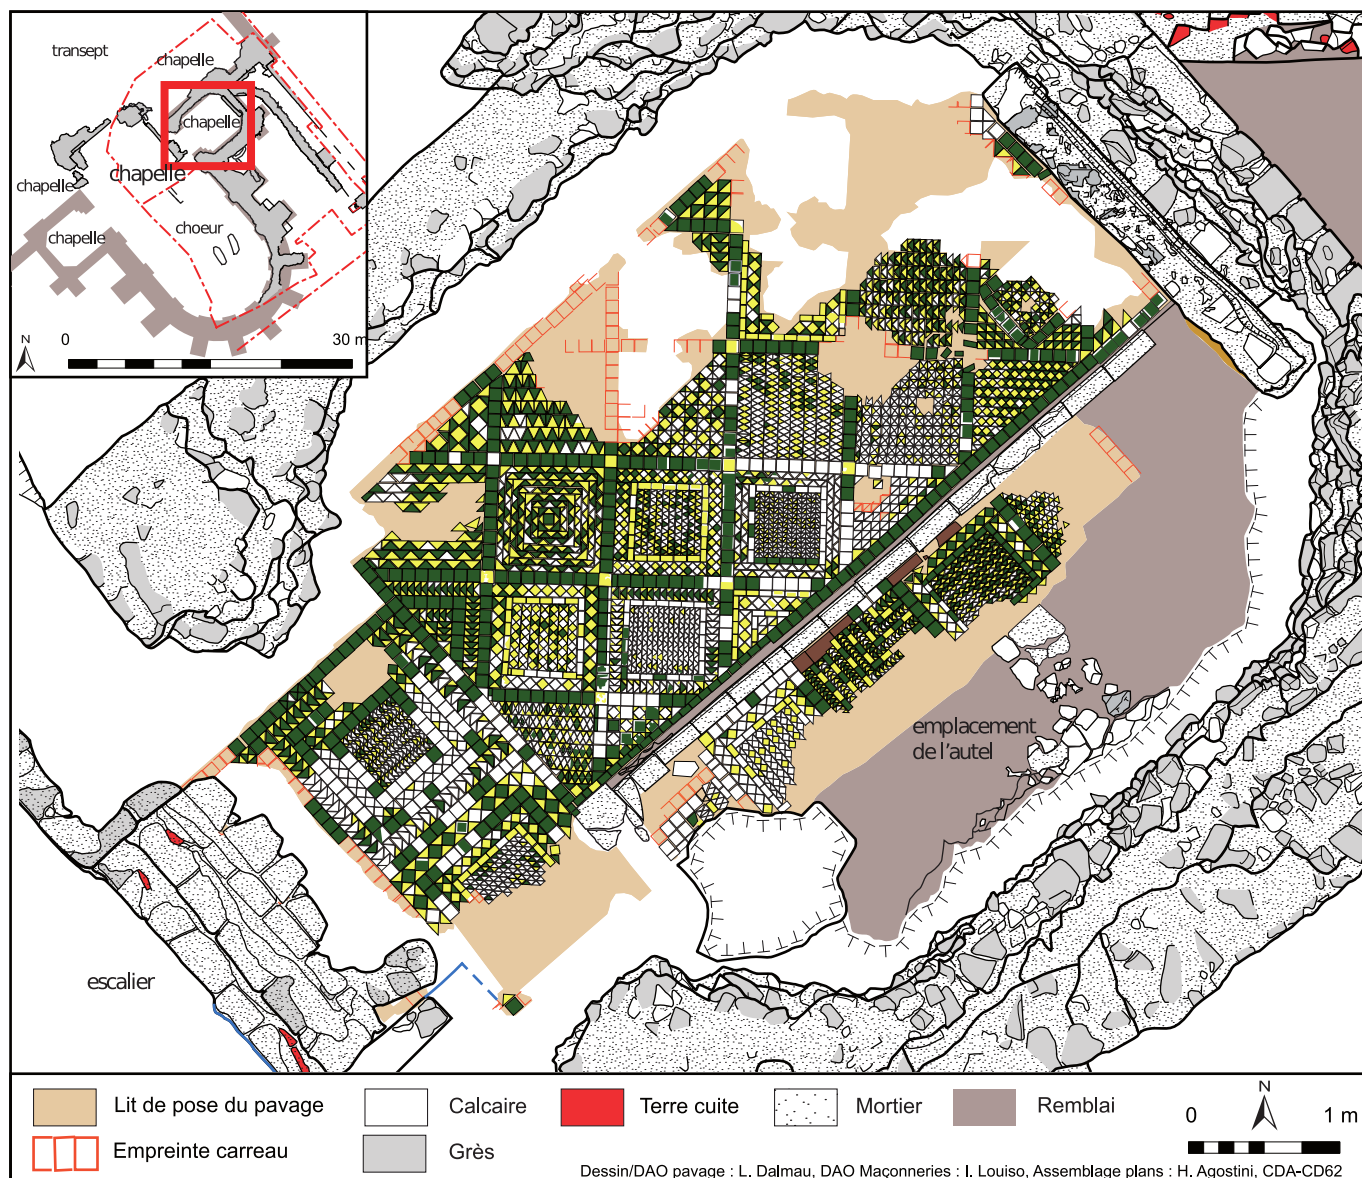 transept
chapelle
chapelle
chapelle
chapelle
chapelle
choeur
N
0
30 m
emplacement
de l'autel
escalier
Lit de pose du pavage
Calcaire
Terre cuite
Mortier
Remblai
N
0
1 m
Empreinte carreau
Grès
Dessin/DAO pavage : L. Dalmau, DAO Maçonneries : I. Louiso, Assemblage plans : H. Agostini, CDA-CD62